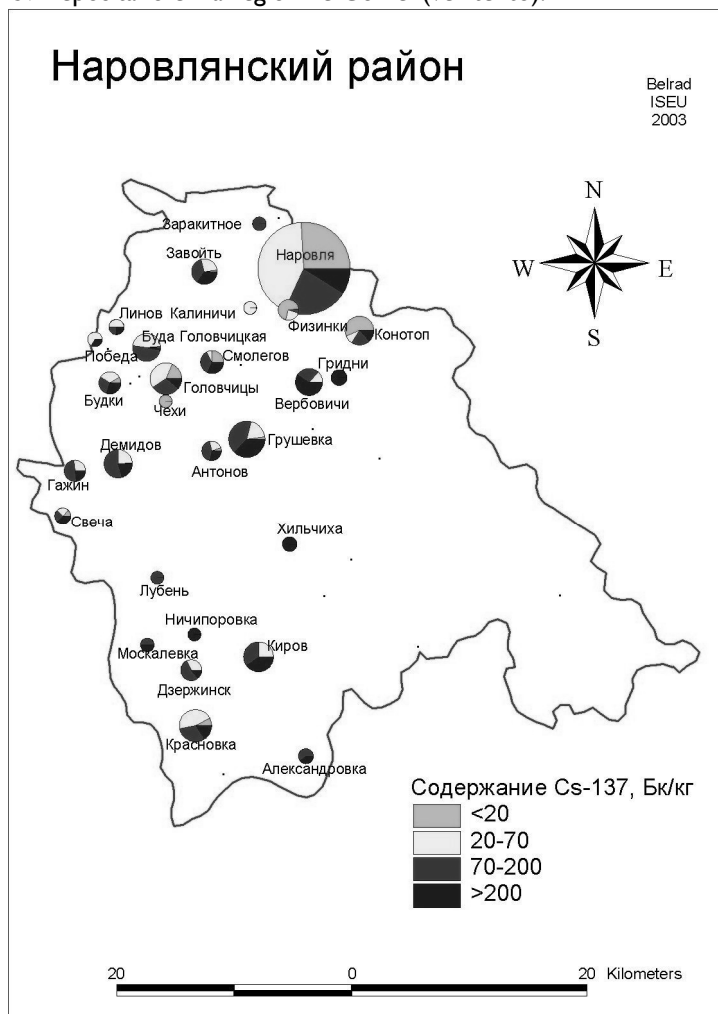 Наровлянский район
Belrad
ISEU
2003
N
W E
S
Заракитное
Завойть
Наровля
Линов
Калиничи
Физинки
Конотоп
Победа
Буда Головчицкая
Смолегов
Гридни
Будки
Головчицы
Вербовичи
Чехи
Демидов
Грушевка
Антонов
Гажин
Свеча
Хильчиха
Лубень
Ничипоровка
Москалевка
Киров
Дзержинск
Красновка
Александровка
Содержание Cs-137, Бк/кг
<20
20-70
70-200
>200
20 0 20 Kilometers